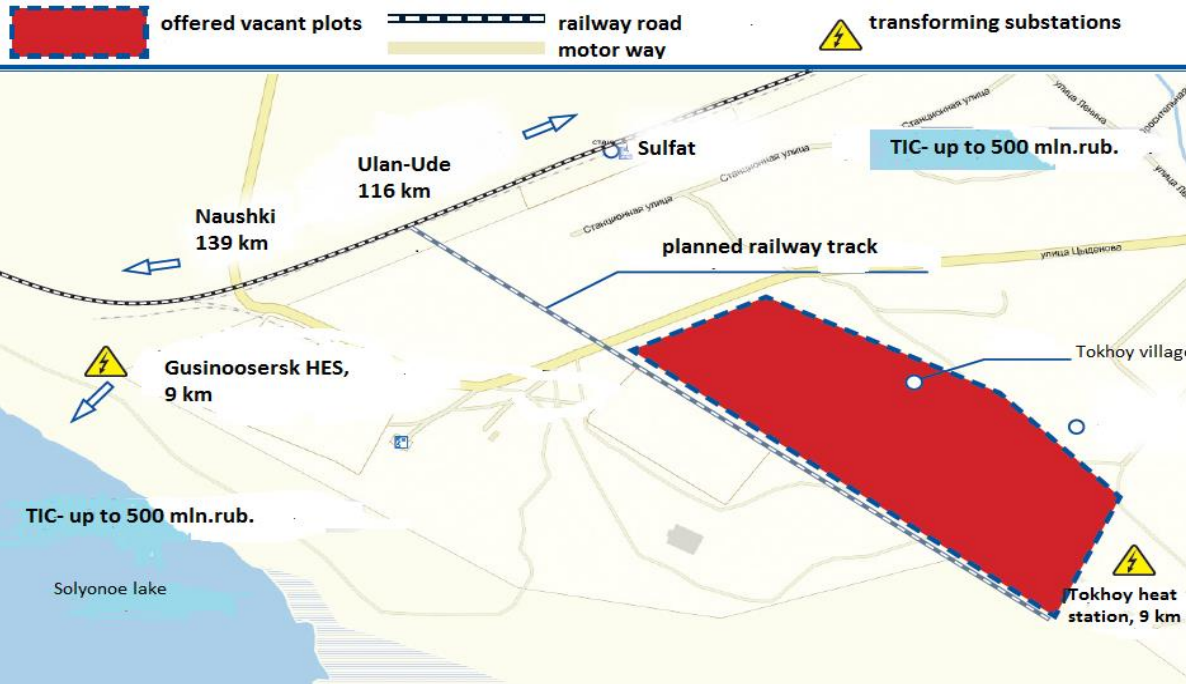 offered vacant plots
railway road
motor way
transforming substations
Станционная улица
улица Ленина
TIC- up to 500 mln.rub.
Sulfat
Ulan-Ude
116 km
Станционная улица
Naushki
139 km
Станционная улица
planned railway track
улица Цыденова
Gusinoosersk HES,
9 km
Tokhoy village
TIC- up to 500 mln.rub.
Solyonoe lake
Tokhoy heat
station, 9 km